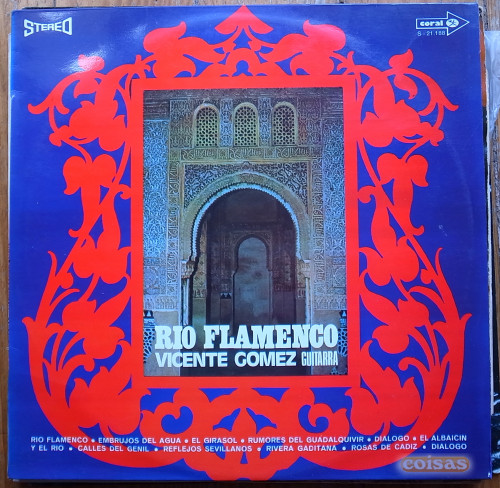 STEREO
coral
S - 21.188
RIO FLAMENCO
VICENTE GOMEZ GUITARRA
RIO FLAMENCO • EMBRUJOS DEL AGUA • EL GIRASOL • RUMORES DEL GUADALQUIVIR • DIALOGO • EL ALBAICIN
Y EL RIO • CALLES DEL GENIL • REFLEJOS SEVILLANOS • RIVERA GADITANA • ROSAS DE CADIZ • DIALOGO
coisas